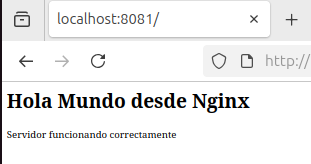 localhost:8081/
http://
Hola Mundo desde Nginx
Servidor funcionando correctamente